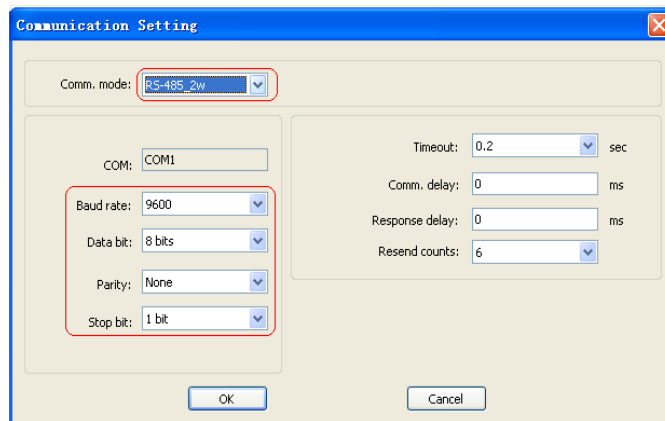 Communication Setting
Comm. mode: RS-485_2w
COM: COM1
Baud rate: 9600
Data bit: 8 bits
Parity: None
Stop bit: 1 bit
Timeout: 0.2 sec
Comm. delay: 0 ms
Response delay: 0 ms
Resend counts: 6
OK
Cancel